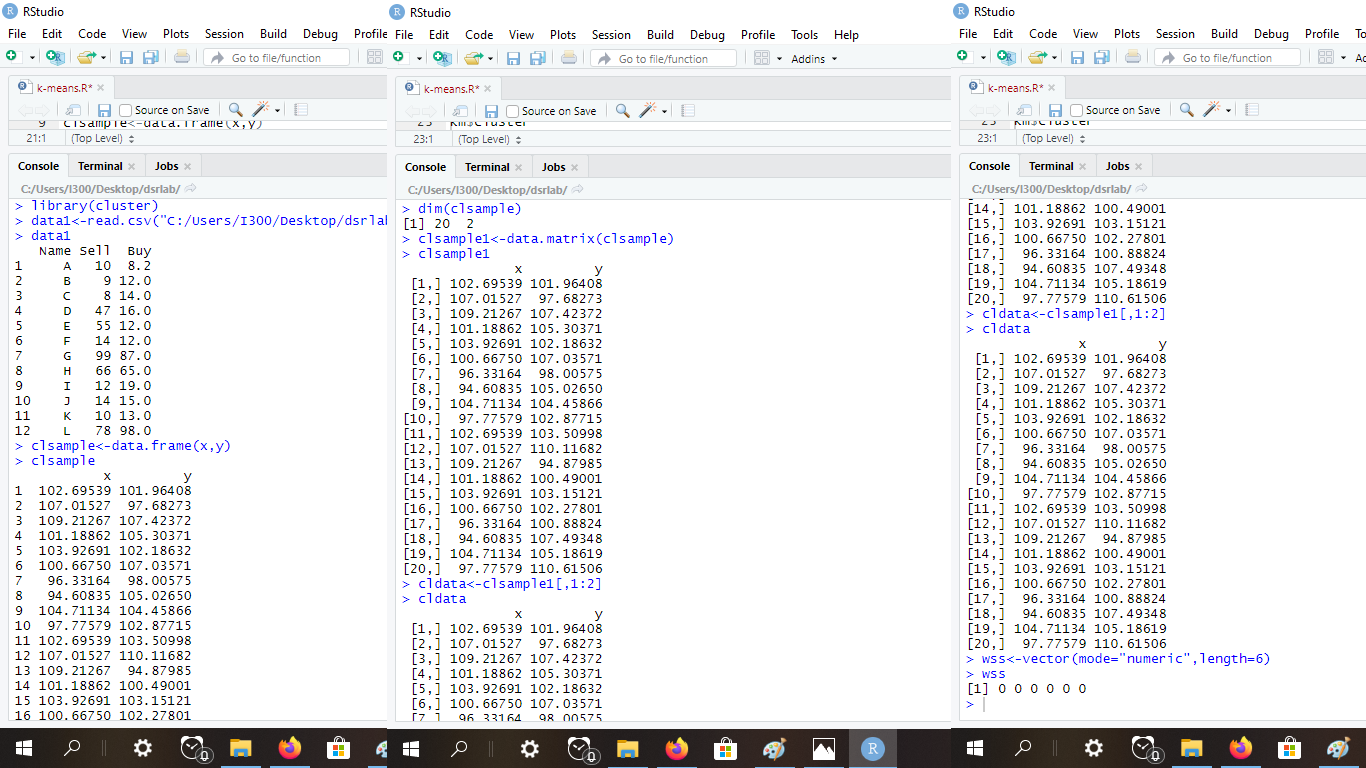 RStudio
File Edit Code View Plots Session Build Debug Profile
Go to file/function
k-means.R*
Source on Save
9 clsample<-data.frame(x,y)
21:1 (Top Level)
Console Terminal Jobs
C:/Users/I300/Desktop/dsrlab/
> library(cluster)
> data1<-read.csv("C:/Users/I300/Desktop/dsrlab
> data1
Name Sell Buy
1 A 10 8.2
2 B 9 12.0
3 C 8 14.0
4 D 47 16.0
5 E 55 12.0
6 F 14 12.0
7 G 99 87.0
8 H 66 65.0
9 I 12 19.0
10 J 14 15.0
11 K 10 13.0
12 L 78 98.0
> clsample<-data.frame(x,y)
> clsample
x y
1 102.69539 101.96408
2 107.01527 97.68273
3 109.21267 107.42372
4 101.18862 105.30371
5 103.92691 102.18632
6 100.66750 107.03571
7 96.33164 98.00575
8 94.60835 105.02650
9 104.71134 104.45866
10 97.77579 102.87715
11 102.69539 103.50998
12 107.01527 110.11682
13 109.21267 94.87985
14 101.18862 100.49001
15 103.92691 103.15121
16 100.66750 102.27801
RStudio
File Edit Code View Plots Session Build Debug Profile Tools Help
Go to file/function Addins
k-means.R*
Source on Save
23 km$cluster
23:1 (Top Level)
Console Terminal Jobs
C:/Users/I300/Desktop/dsrlab/
> dim(clsample)
[1] 20 2
> clsample1<-data.matrix(clsample)
> clsample1
x y
[1,] 102.69539 101.96408
[2,] 107.01527 97.68273
[3,] 109.21267 107.42372
[4,] 101.18862 105.30371
[5,] 103.92691 102.18632
[6,] 100.66750 107.03571
[7,] 96.33164 98.00575
[8,] 94.60835 105.02650
[9,] 104.71134 104.45866
[10,] 97.77579 102.87715
[11,] 102.69539 103.50998
[12,] 107.01527 110.11682
[13,] 109.21267 94.87985
[14,] 101.18862 100.49001
[15,] 103.92691 103.15121
[16,] 100.66750 102.27801
[17,] 96.33164 100.88824
[18,] 94.60835 107.49348
[19,] 104.71134 105.18619
[20,] 97.77579 110.61506
> cldata<-clsample1[,1:2]
> cldata
x y
[1,] 102.69539 101.96408
[2,] 107.01527 97.68273
[3,] 109.21267 107.42372
[4,] 101.18862 105.30371
[5,] 103.92691 102.18632
[6,] 100.66750 107.03571
[7,] 96.33164 98.00575
RStudio
File Edit Code View Plots Session Build Debug Profile To
Go to file/function Ac
k-means.R*
Source on Save
23 km$cluster
23:1 (Top Level)
Console Terminal Jobs
C:/Users/I300/Desktop/dsrlab/
[14,] 101.18862 100.49001
[15,] 103.92691 103.15121
[16,] 100.66750 102.27801
[17,] 96.33164 100.88824
[18,] 94.60835 107.49348
[19,] 104.71134 105.18619
[20,] 97.77579 110.61506
> cldata<-clsample1[,1:2]
> cldata
x y
[1,] 102.69539 101.96408
[2,] 107.01527 97.68273
[3,] 109.21267 107.42372
[4,] 101.18862 105.30371
[5,] 103.92691 102.18632
[6,] 100.66750 107.03571
[7,] 96.33164 98.00575
[8,] 94.60835 105.02650
[9,] 104.71134 104.45866
[10,] 97.77579 102.87715
[11,] 102.69539 103.50998
[12,] 107.01527 110.11682
[13,] 109.21267 94.87985
[14,] 101.18862 100.49001
[15,] 103.92691 103.15121
[16,] 100.66750 102.27801
[17,] 96.33164 100.88824
[18,] 94.60835 107.49348
[19,] 104.71134 105.18619
[20,] 97.77579 110.61506
> wss<-vector(mode="numeric",length=6)
> wss
[1] 0 0 0 0 0 0
>